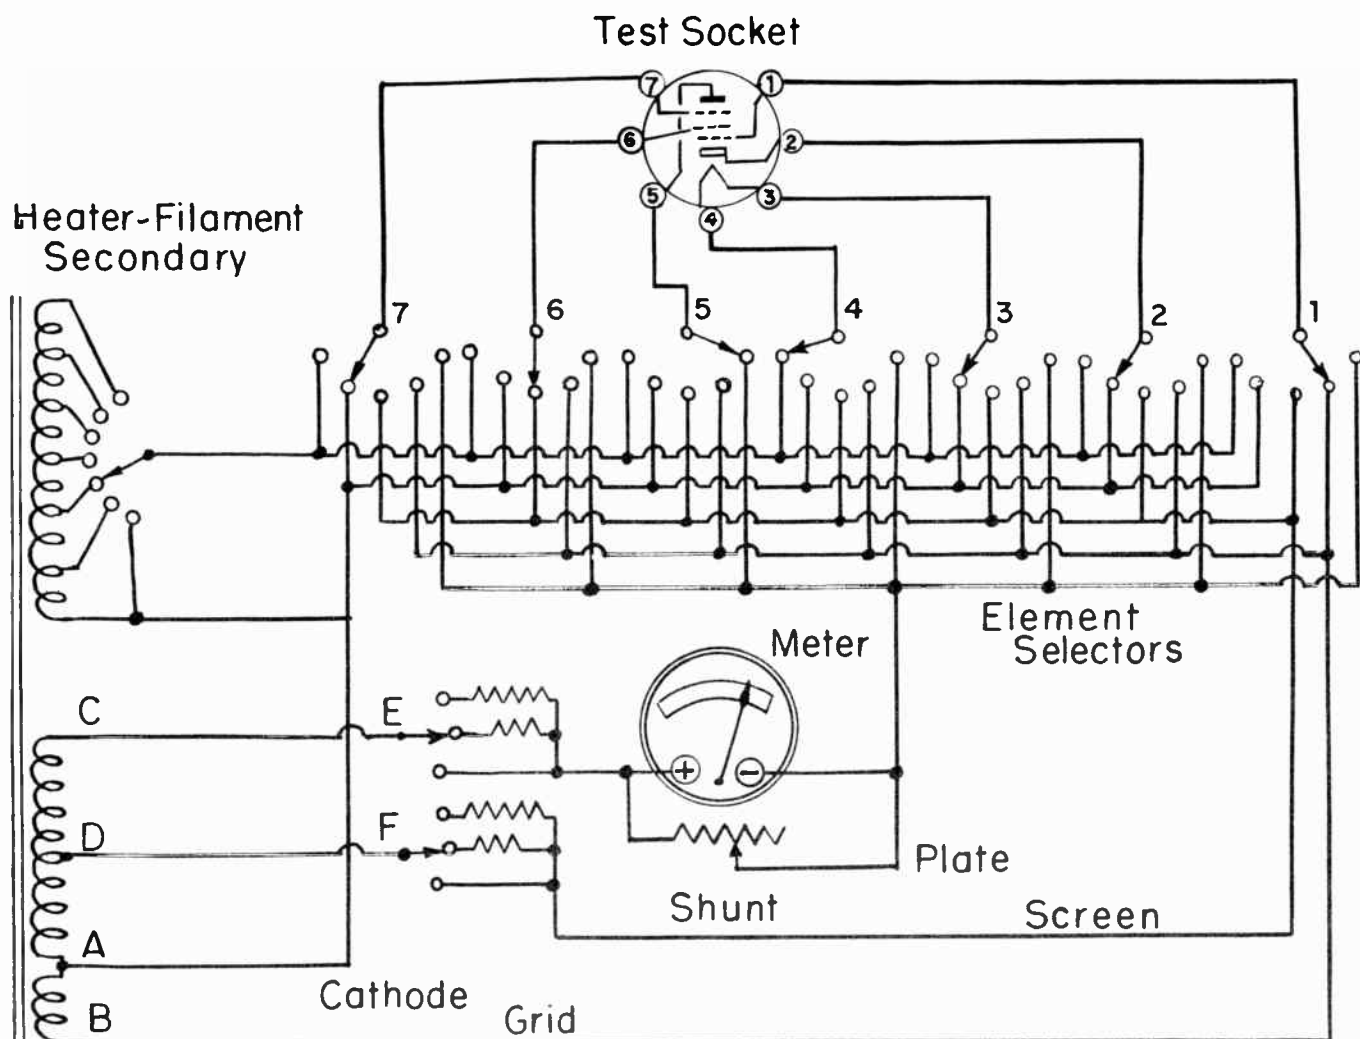 Test Socket
7
1
6
2
5
3
4
Heater-Filament
Secondary
7
6
5
4
3
2
1
Element
Selectors
Meter
C
E
+
−
D
F
Plate
Shunt
Screen
A
Cathode
B
Grid